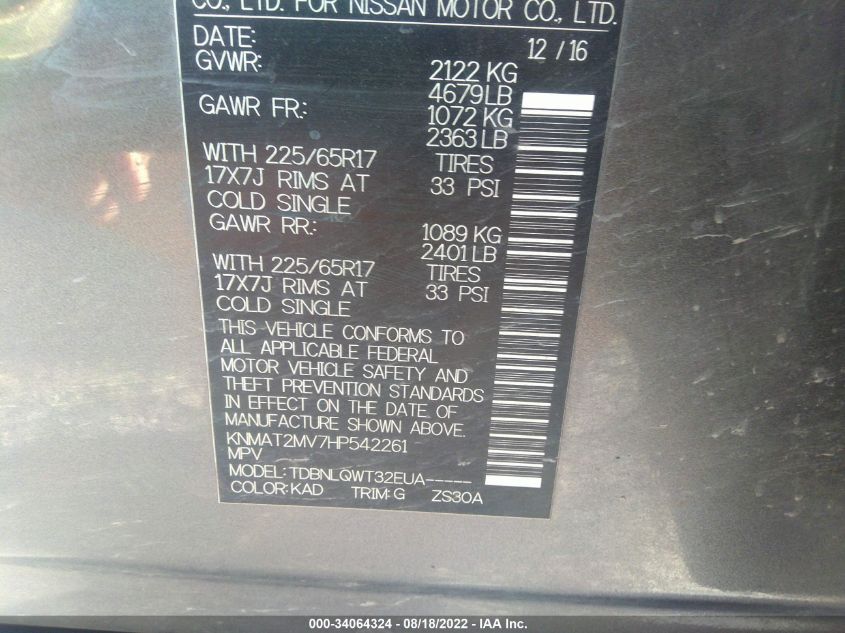 CO., LTD. FOR NISSAN MOTOR CO., LTD.
DATE: 12 / 16
GVWR: 2122 KG
4679LB
GAWR FR.: 1072 KG
2363LB
WITH 225/65R17 TIRES
17X7J RIMS AT 33 PSI
COLD SINGLE
GAWR RR.: 1089 KG
2401LB
WITH 225/65R17 TIRES
17X7J RIMS AT 33 PSI
COLD SINGLE
THIS VEHICLE CONFORMS TO
ALL APPLICABLE FEDERAL
MOTOR VEHICLE SAFETY AND
THEFT PREVENTION STANDARDS
IN EFFECT ON THE DATE OF
MANUFACTURE SHOWN ABOVE.
KNMAT2MV7HP542261
MPV
MODEL: TDBNLQWT32EUA-----
COLOR: KAD TRIM: G ZS30A
000-34064324 - 08/18/2022 - IAA Inc.